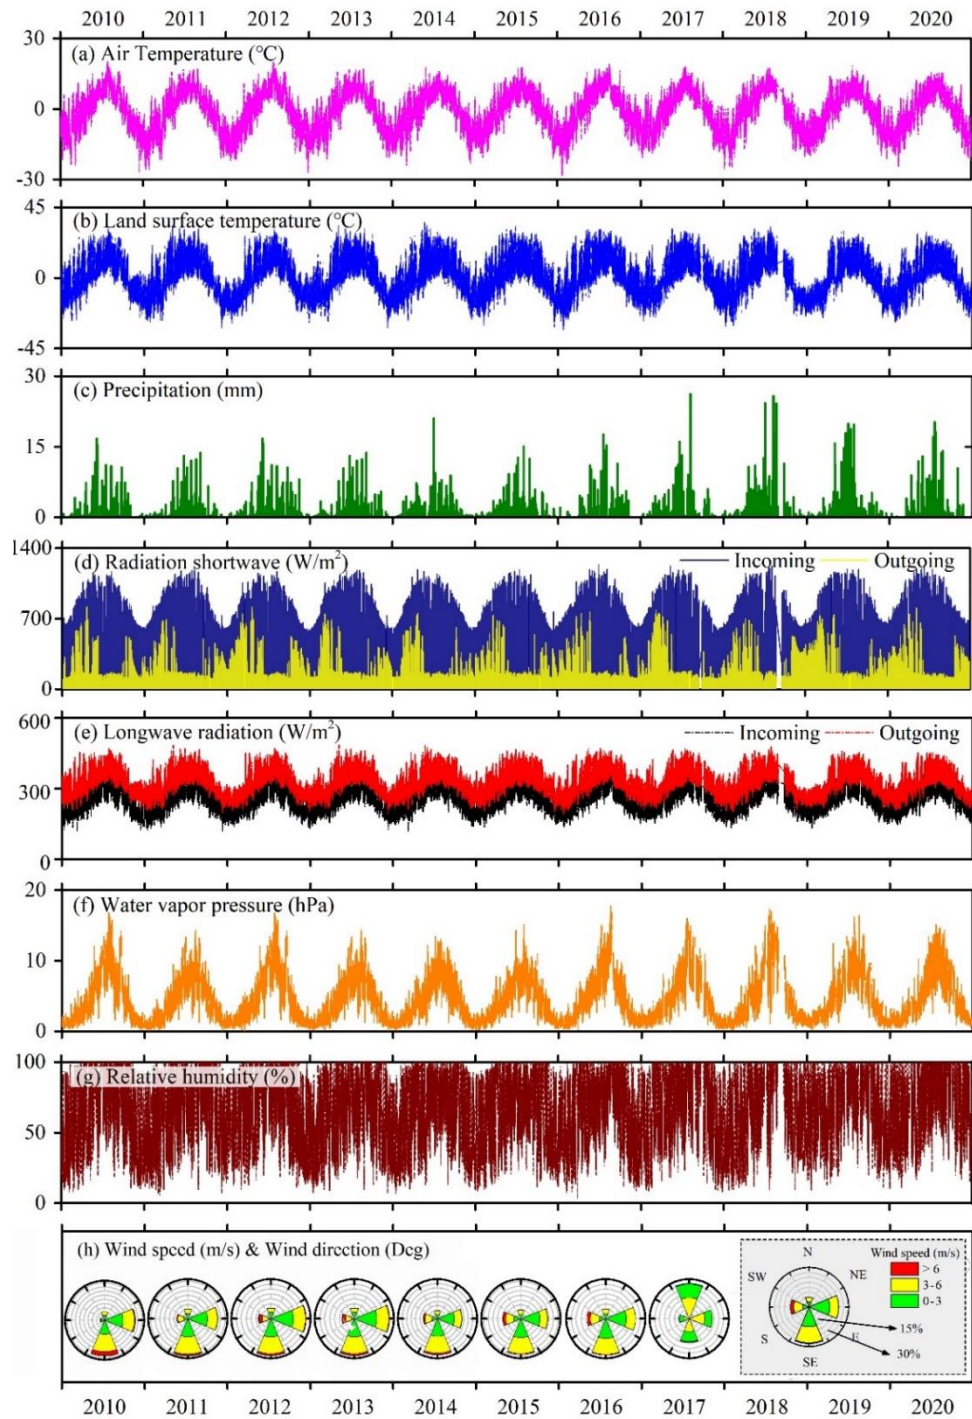 2010 2011 2012 2013 2014 2015 2016 2017 2018 2019 2020
30
(a) Air Temperature (℃)
0
-30
45
(b) Land surface temperature (℃)
0
-45
30
(c) Precipitation (mm)
15
0
1400
(d) Radiation shortwave (W/m²) Incoming Outgoing
700
0
600
(e) Longwave radiation (W/m²) Incoming Outgoing
300
0
20
(f) Water vapor pressure (hPa)
10
0
100
(g) Relative humidity (%)
50
0
(h) Wind speed (m/s) & Wind direction (Deg)
N Wind speed (m/s)
SW NE > 6
3-6
0-3
15%
S E
30%
SE
2010 2011 2012 2013 2014 2015 2016 2017 2018 2019 2020